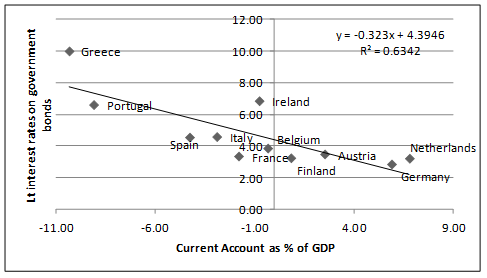 12.00
y = -0.323x + 4.3946
R² = 0.6342
10.00
Greece
8.00
Portugal
Ireland
6.00
Spain
Italy
Belgium
4.00
France
Austria
Netherlands
Finland
Germany
2.00
0.00
-11.00 -6.00 -1.00 4.00 9.00
Lt interest rates on government
bonds
Current Account as % of GDP